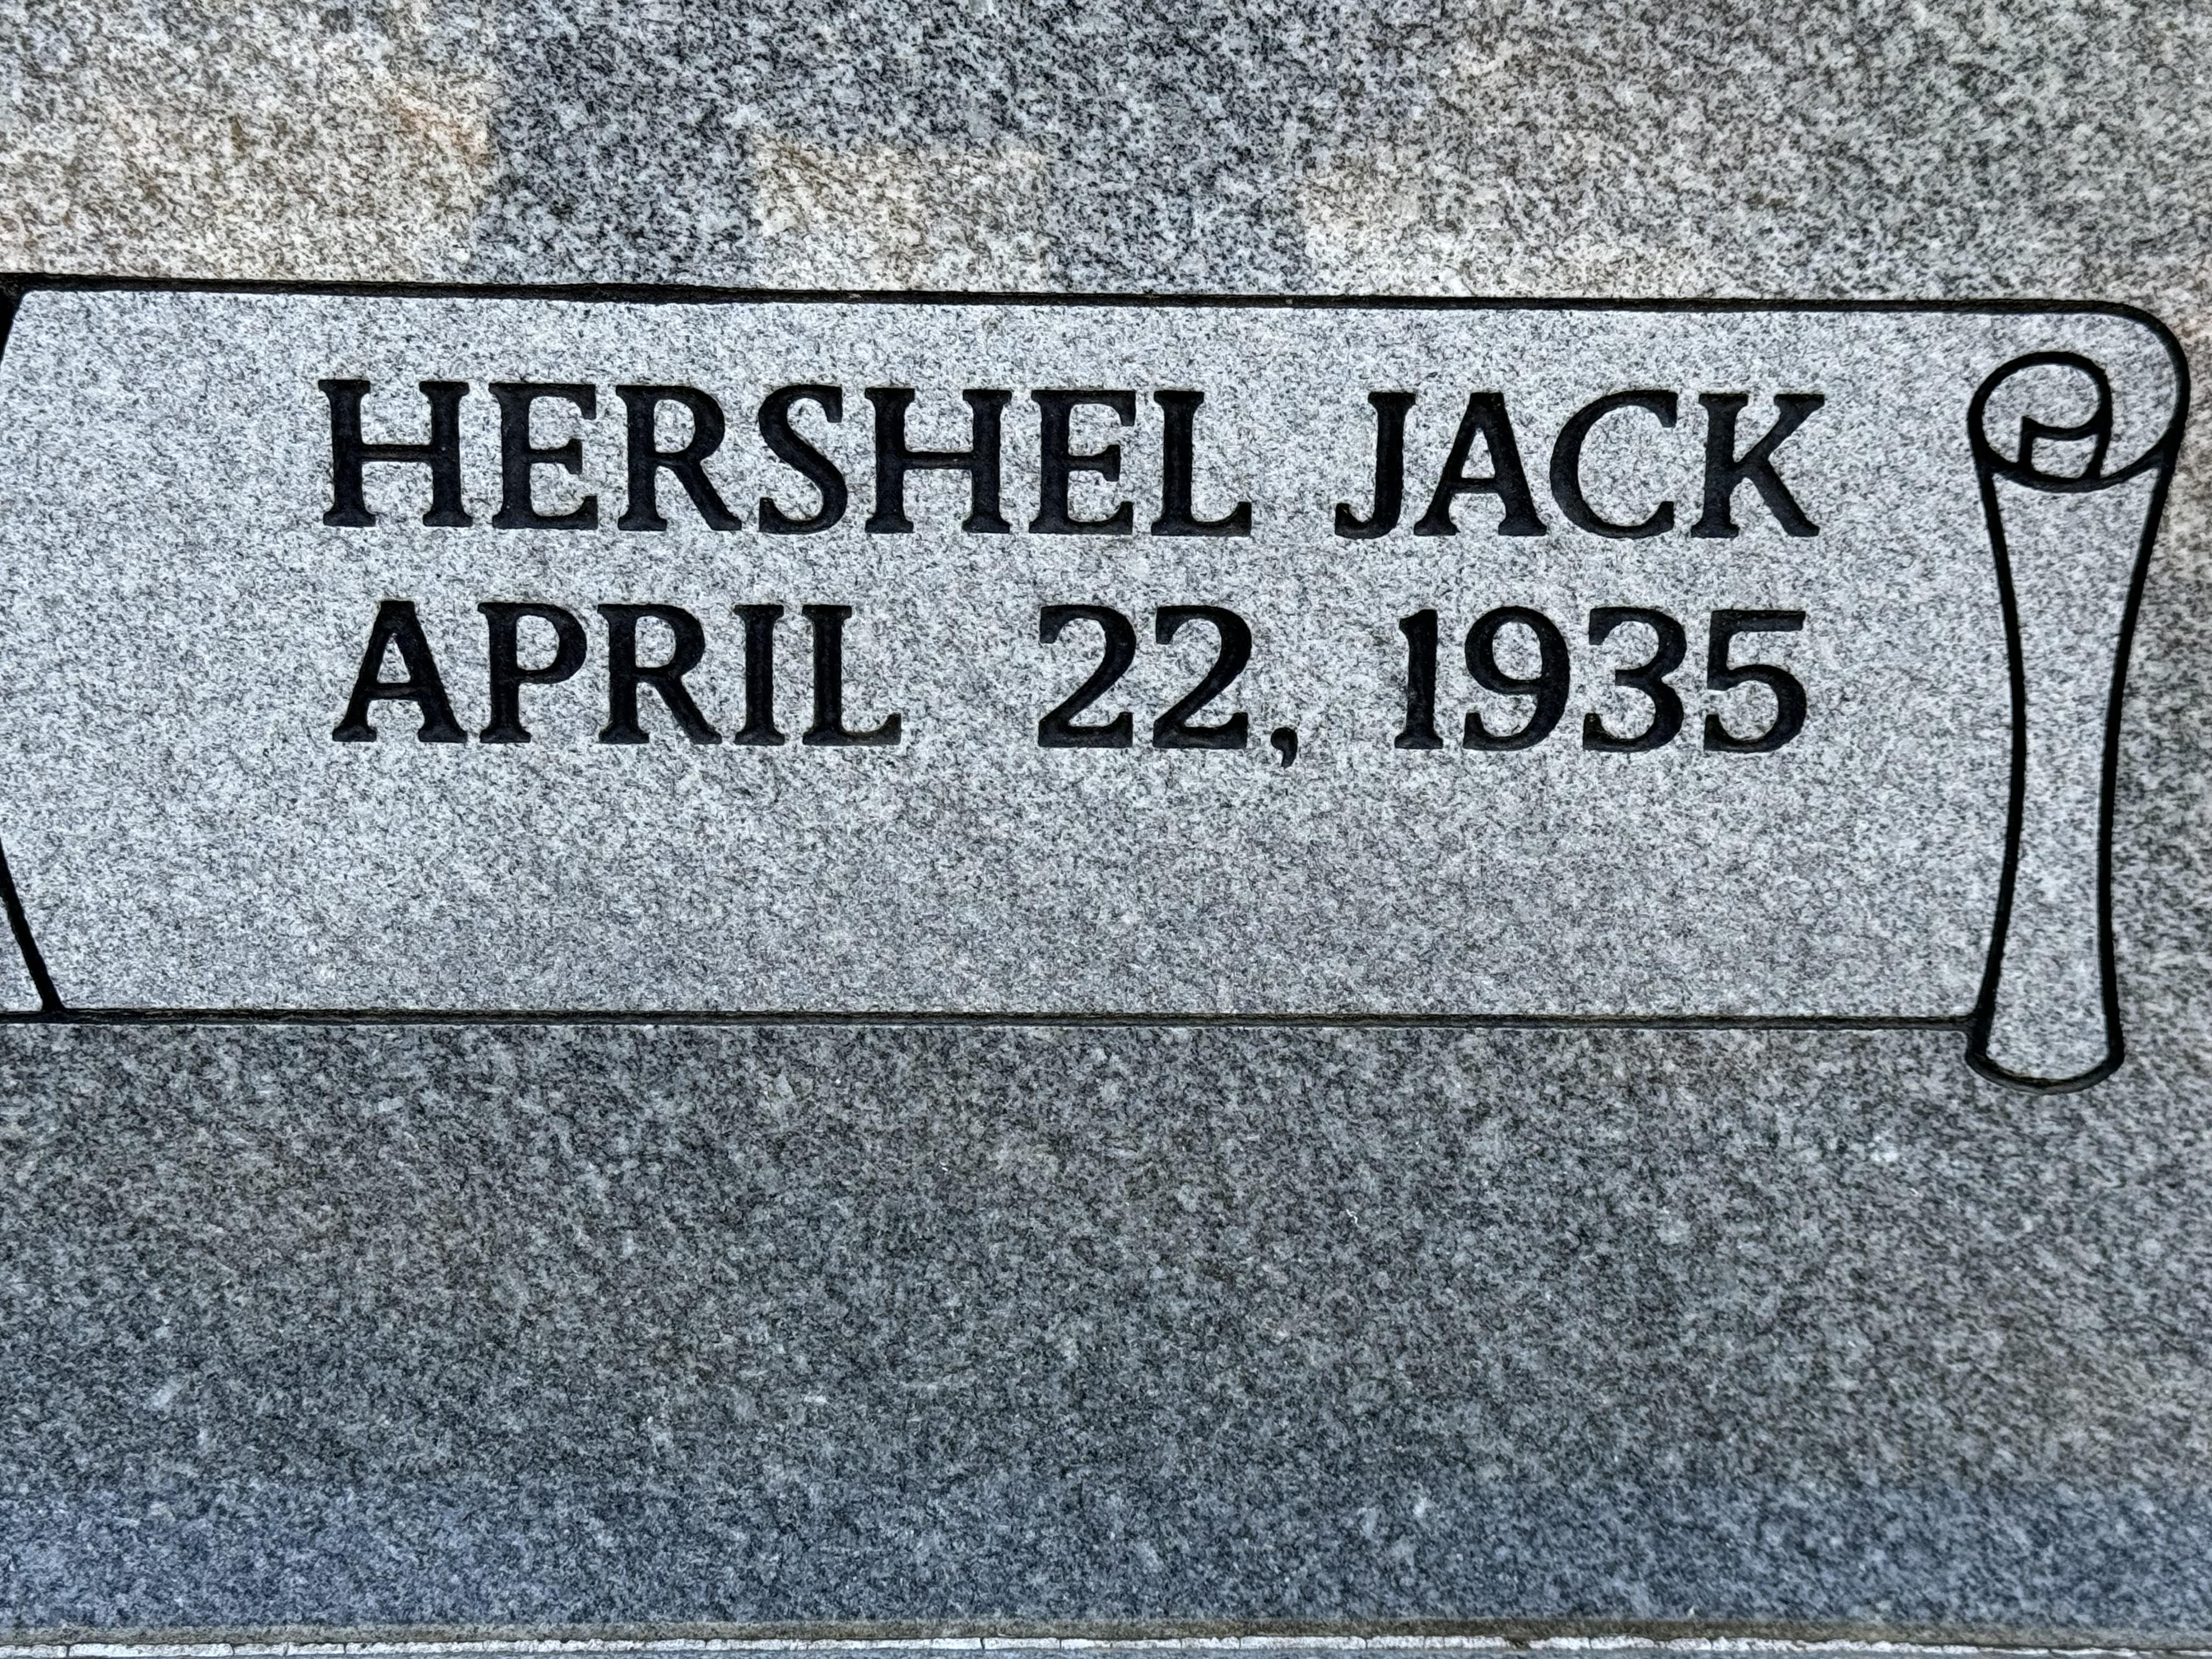 HERSHEL JACK
APRIL 22, 1935